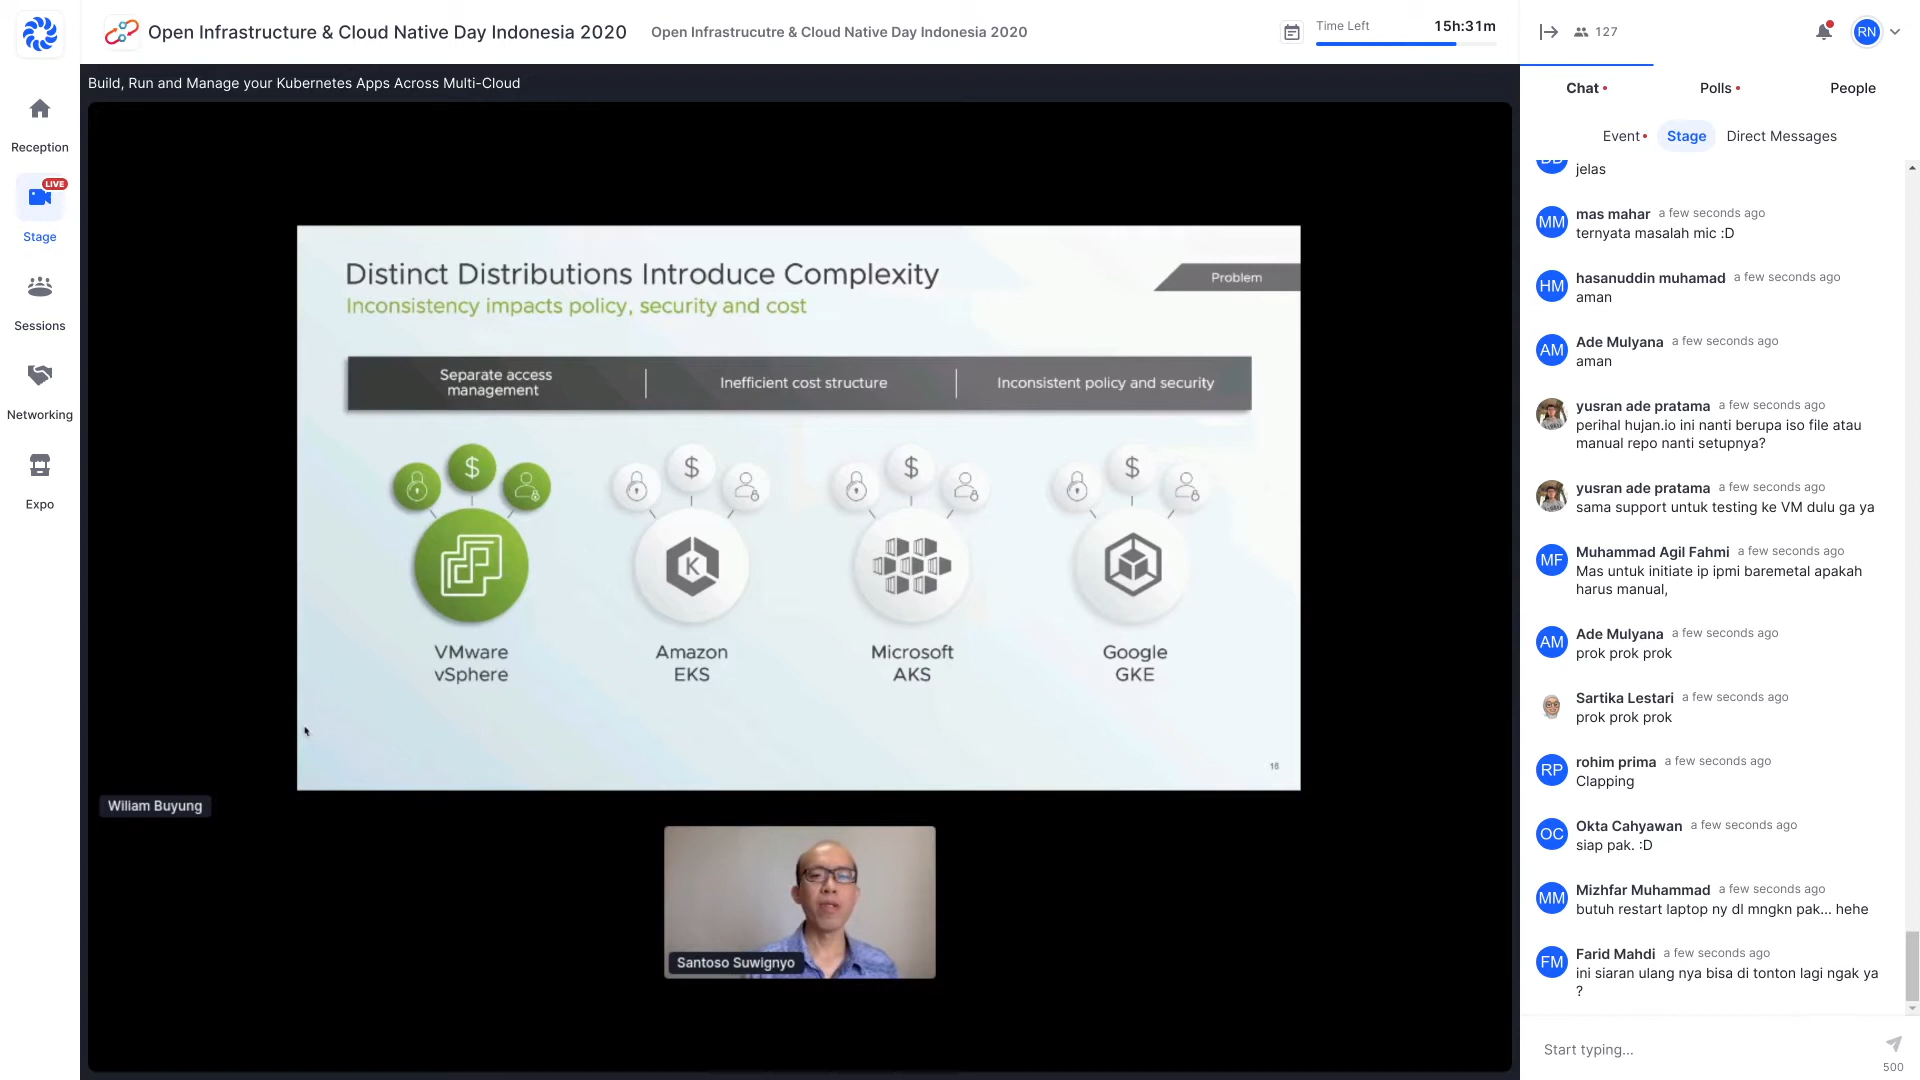 Open Infrastructure & Cloud Native Day Indonesia 2020
Open Infrastrucutre & Cloud Native Day Indonesia 2020
Time Left
15h:31m
127
RN
Reception
LIVE
Stage
Sessions
Networking
Expo
Build, Run and Manage your Kubernetes Apps Across Multi-Cloud
Distinct Distributions Introduce Complexity
Inconsistency impacts policy, security and cost
Problem
Separate access
management
Inefficient cost structure
Inconsistent policy and security
$
$
$
$
K
VMware
vSphere
Amazon
EKS
Microsoft
AKS
Google
GKE
18
Wiliam Buyung
Santoso Suwignyo
Chat
Polls
People
Event
Stage
Direct Messages
jelas
MM
mas mahar a few seconds ago
ternyata masalah mic :D
HM
hasanuddin muhamad a few seconds ago
aman
AM
Ade Mulyana a few seconds ago
aman
yusran ade pratama a few seconds ago
perihal hujan.io ini nanti berupa iso file atau
manual repo nanti setupnya?
yusran ade pratama a few seconds ago
sama support untuk testing ke VM dulu ga ya
MF
Muhammad Agil Fahmi a few seconds ago
Mas untuk initiate ip ipmi baremetal apakah
harus manual,
AM
Ade Mulyana a few seconds ago
prok prok prok
Sartika Lestari a few seconds ago
prok prok prok
RP
rohim prima a few seconds ago
Clapping
OC
Okta Cahyawan a few seconds ago
siap pak. :D
MM
Mizhfar Muhammad a few seconds ago
butuh restart laptop ny dl mngkn pak... hehe
FM
Farid Mahdi a few seconds ago
ini siaran ulang nya bisa di tonton lagi ngak ya
?
Start typing...
500